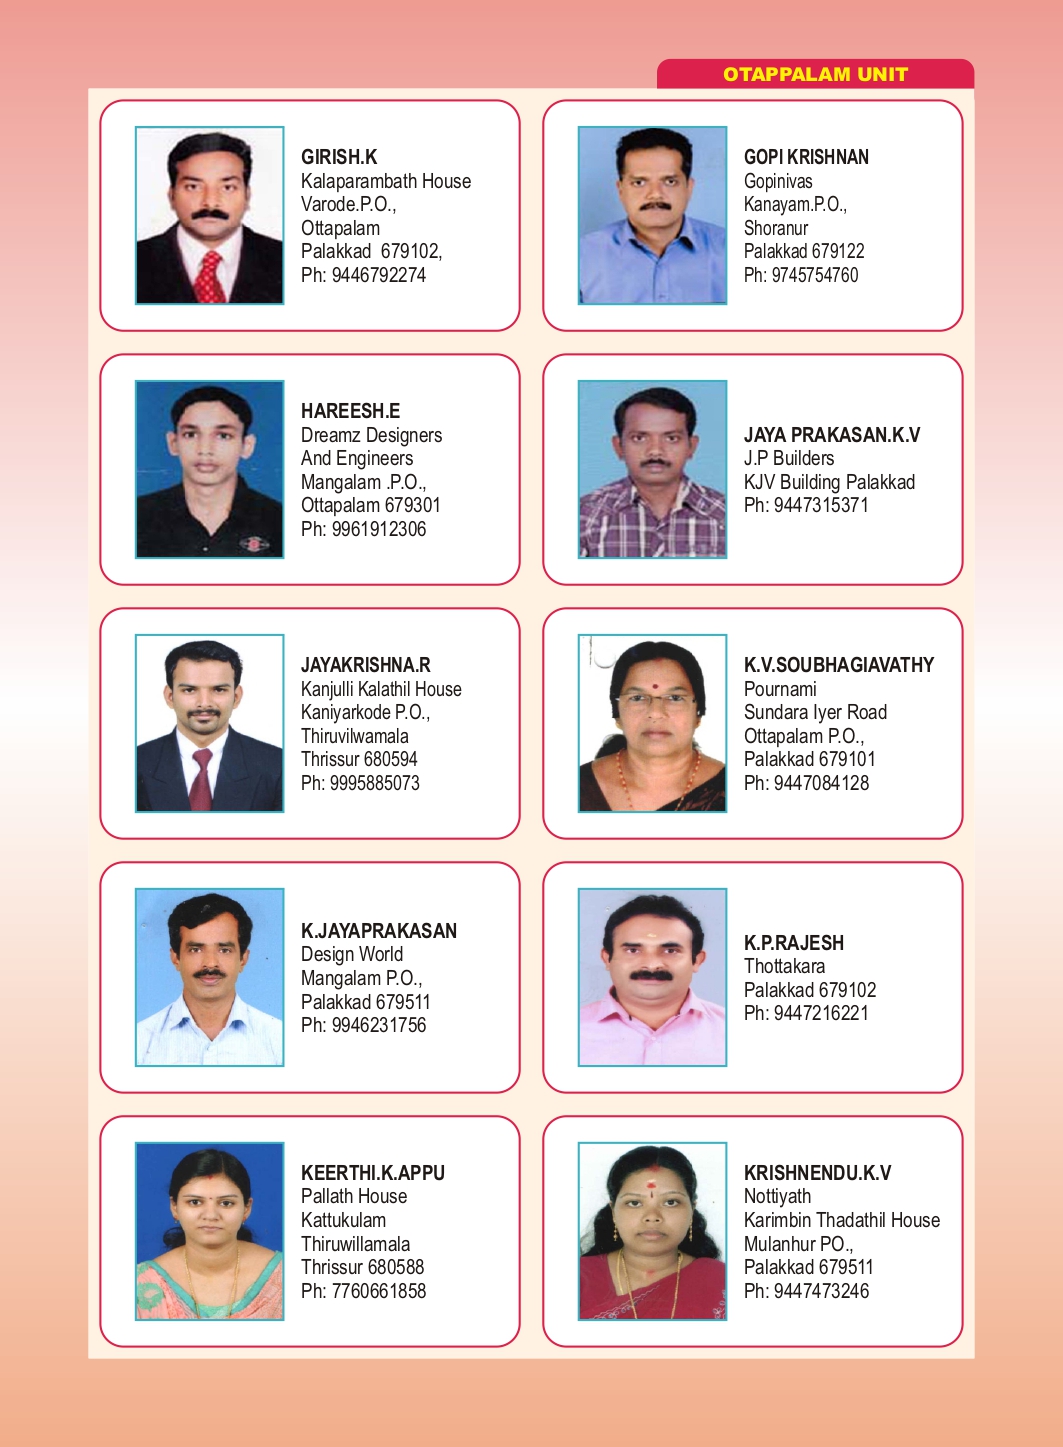 OTAPPALAM UNIT
GIRISH.K
Kalaparambath House
Varode.P.O.,
Ottapalam
Palakkad  679102,
Ph: 9446792274
GOPI KRISHNAN
Gopinivas
Kanayam.P.O.,
Shoranur
Palakkad 679122
Ph: 9745754760
HAREESH.E
Dreamz Designers
And Engineers
Mangalam .P.O.,
Ottapalam 679301
Ph: 9961912306
JAYA PRAKASAN.K.V
J.P Builders
KJV Building Palakkad
Ph: 9447315371
JAYAKRISHNA.R
Kanjulli Kalathil House
Kaniyarkode P.O.,
Thiruvilwamala
Thrissur 680594
Ph: 9995885073
K.V.SOUBHAGIAVATHY
Pournami
Sundara Iyer Road
Ottapalam P.O.,
Palakkad 679101
Ph: 9447084128
K.JAYAPRAKASAN
Design World
Mangalam P.O.,
Palakkad 679511
Ph: 9946231756
K.P.RAJESH
Thottakara
Palakkad 679102
Ph: 9447216221
KEERTHI.K.APPU
Pallath House
Kattukulam
Thiruwillamala
Thrissur 680588
Ph: 7760661858
KRISHNENDU.K.V
Nottiyath
Karimbin Thadathil House
Mulanhur PO.,
Palakkad 679511
Ph: 9447473246